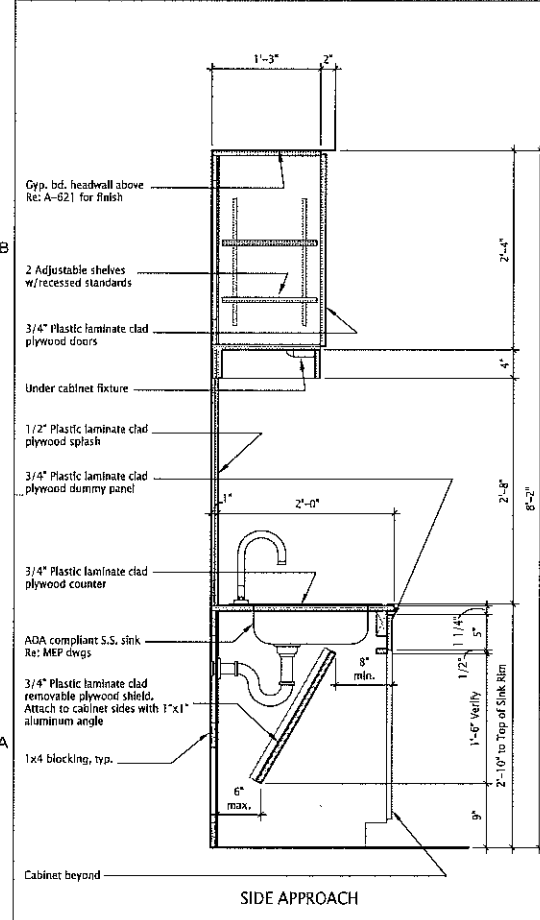 1'-3"
2"
Gyp. bd. headwall above
Re: A-621 for finish
B
2'-4"
2 Adjustable shelves
w/recessed standards
3/4" Plastic laminate clad
plywood doors
4"
Under cabinet fixture
1/2" Plastic laminate clad
plywood splash
3/4" Plastic laminate clad
plywood dummy panel
2'-8"
8'-2"
1"
2'-0"
3/4" Plastic laminate clad
plywood counter
ADA compliant S.S. sink
Re: MEP dwgs
1 1/4"
5"
1/2"
8"
min.
3/4" Plastic laminate clad
removable plywood shield.
Attach to cabinet sides with 1"x1"
aluminum angle
1'-6" Verify
2'-10" to Top of Sink Rim
A
1x4 blocking, typ.
6"
max.
9"
Cabinet beyond
SIDE APPROACH